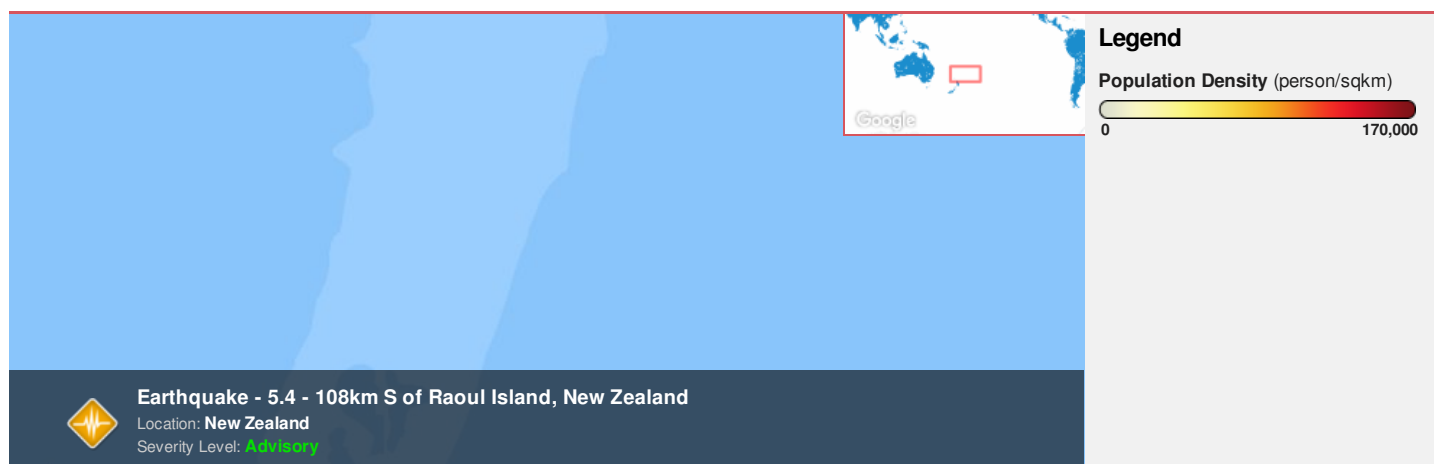 Google
Legend
Population Density (person/sqkm)
0 170,000
Earthquake - 5.4 - 108km S of Raoul Island, New Zealand
Location: New Zealand
Severity Level: Advisory